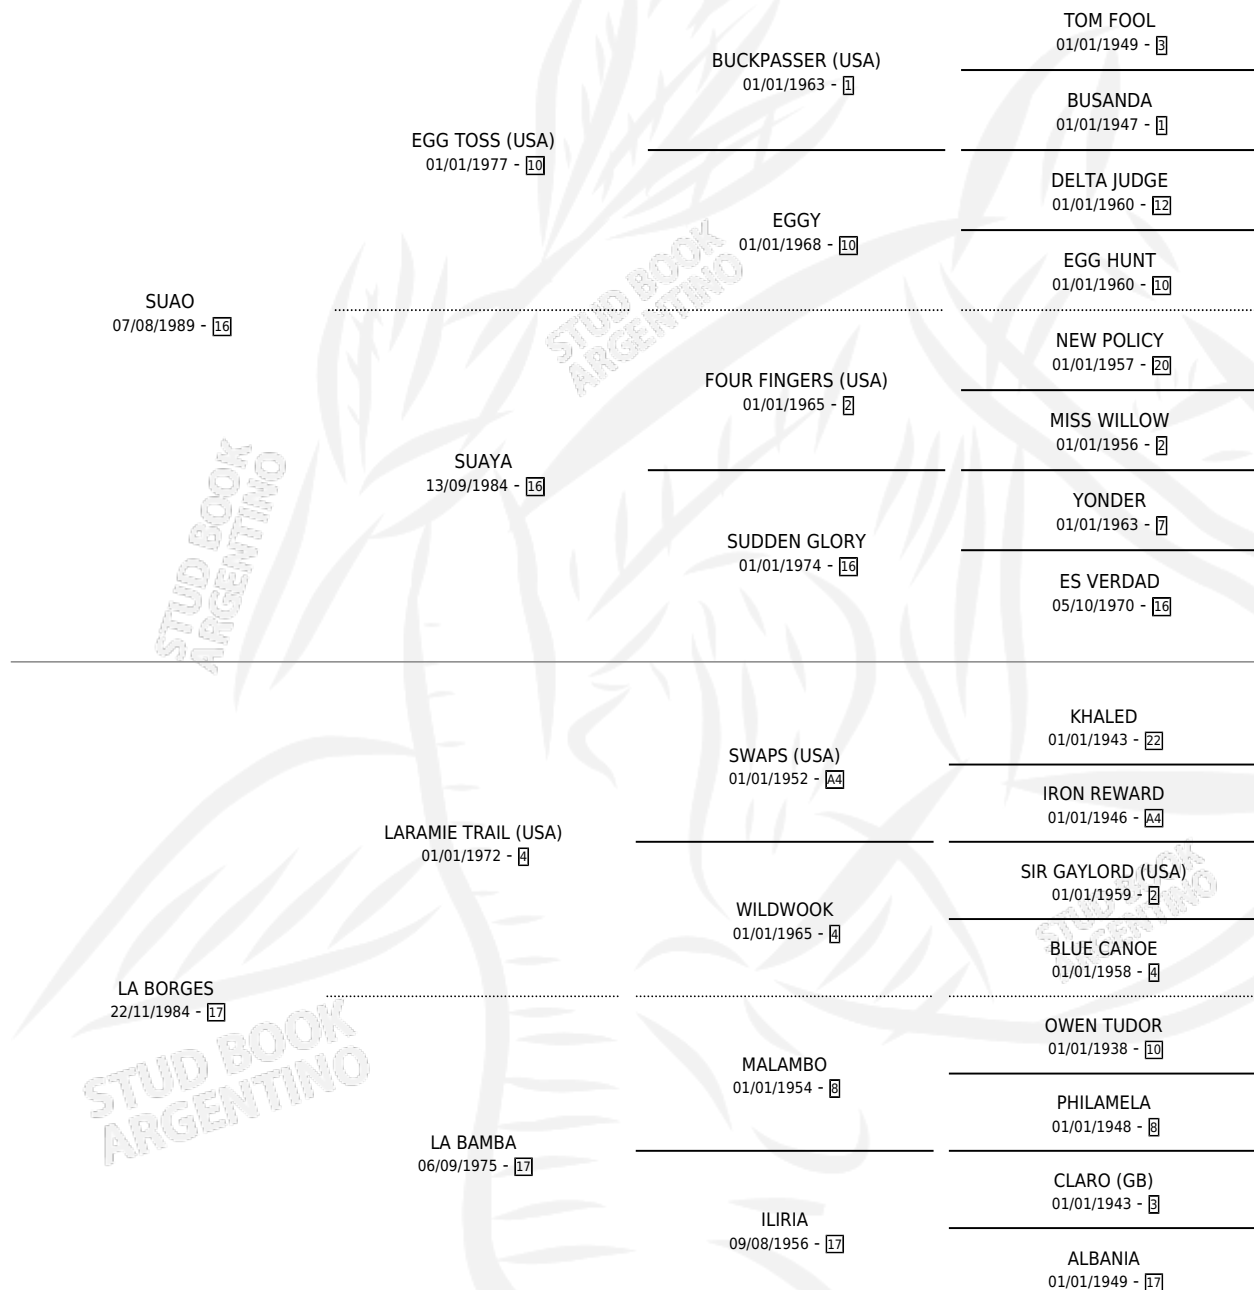 TOM FOOL
01/01/1949 - 3
BUCKPASSER (USA)
01/01/1963 - 1
BUSANDA
01/01/1947 - 1
EGG TOSS (USA)
01/01/1977 - 10
DELTA JUDGE
01/01/1960 - 12
EGGY
01/01/1968 - 10
EGG HUNT
01/01/1960 - 10
SUAO
07/08/1989 - 16
NEW POLICY
01/01/1957 - 20
FOUR FINGERS (USA)
01/01/1965 - 2
MISS WILLOW
01/01/1956 - 2
SUAYA
13/09/1984 - 16
YONDER
01/01/1963 - 7
SUDDEN GLORY
01/01/1974 - 16
ES VERDAD
05/10/1970 - 16
KHALED
01/01/1943 - 22
SWAPS (USA)
01/01/1952 - A4
IRON REWARD
01/01/1946 - A4
LARAMIE TRAIL (USA)
01/01/1972 - 4
SIR GAYLORD (USA)
01/01/1959 - 2
WILDWOOK
01/01/1965 - 4
BLUE CANOE
01/01/1958 - 4
LA BORGES
22/11/1984 - 17
OWEN TUDOR
01/01/1938 - 10
MALAMBO
01/01/1954 - 8
PHILAMELA
01/01/1948 - 8
LA BAMBA
06/09/1975 - 17
CLARO (GB)
01/01/1943 - 3
ILIRIA
09/08/1956 - 17
ALBANIA
01/01/1949 - 17
STUD BOOK
ARGENTINO
STUD BOOK
ARGENTINO
STUD BOOK
ARGENTINO
STUD BOOK
ARGENTINO